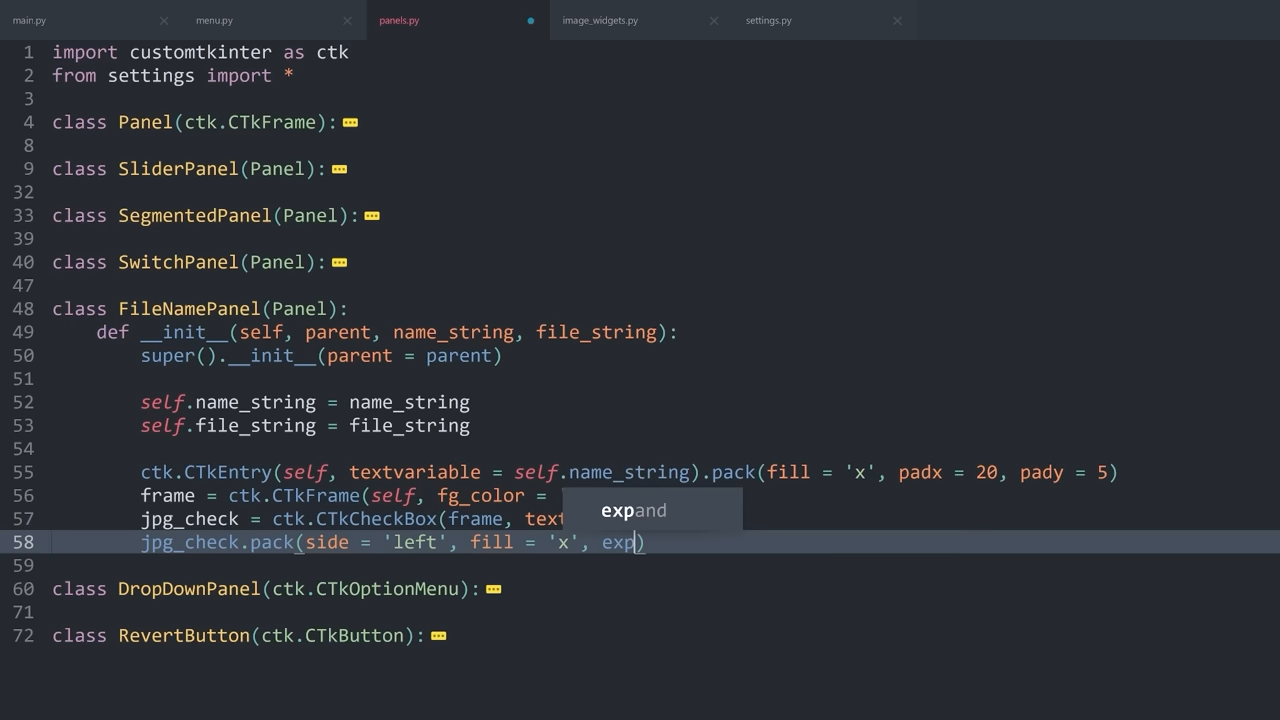 main.py
menu.py
panels.py
image_widgets.py
settings.py
1 import customtkinter as ctk
2 from settings import *
3
4 class Panel(ctk.CTkFrame):
8
9 class SliderPanel(Panel):
32
33 class SegmentedPanel(Panel):
39
40 class SwitchPanel(Panel):
47
48 class FileNamePanel(Panel):
49     def __init__(self, parent, name_string, file_string):
50         super().__init__(parent = parent)
51
52         self.name_string = name_string
53         self.file_string = file_string
54
55         ctk.CTkEntry(self, textvariable = self.name_string).pack(fill = 'x', padx = 20, pady = 5)
56         frame = ctk.CTkFrame(self, fg_color =
expand
57         jpg_check = ctk.CTkCheckBox(frame, text
58         jpg_check.pack(side = 'left', fill = 'x', exp)
59
60 class DropDownPanel(ctk.CTkOptionMenu):
71
72 class RevertButton(ctk.CTkButton):